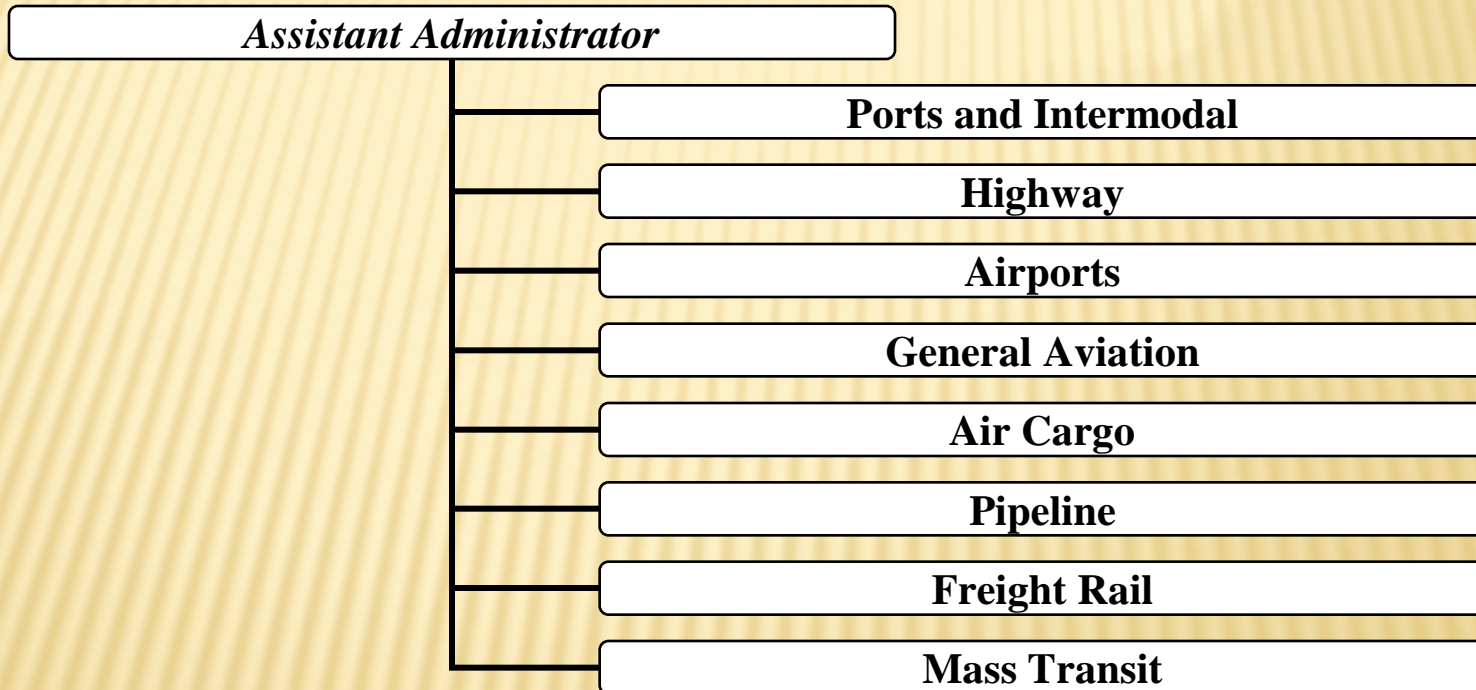 Assistant Administrator
Ports and Intermodal
Highway
Airports
General Aviation
Air Cargo
Pipeline
Freight Rail
Mass Transit